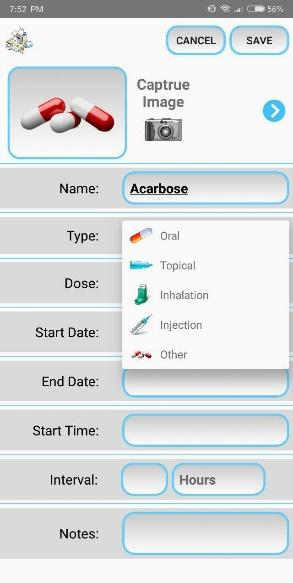 7:52 PM
56%
CANCEL
SAVE
Captrue
Image
Name:
Acarbose
Type:
Oral
Topical
Dose:
Inhalation
Start Date:
Injection
Other
End Date:
Start Time:
Interval:
Hours
Notes: